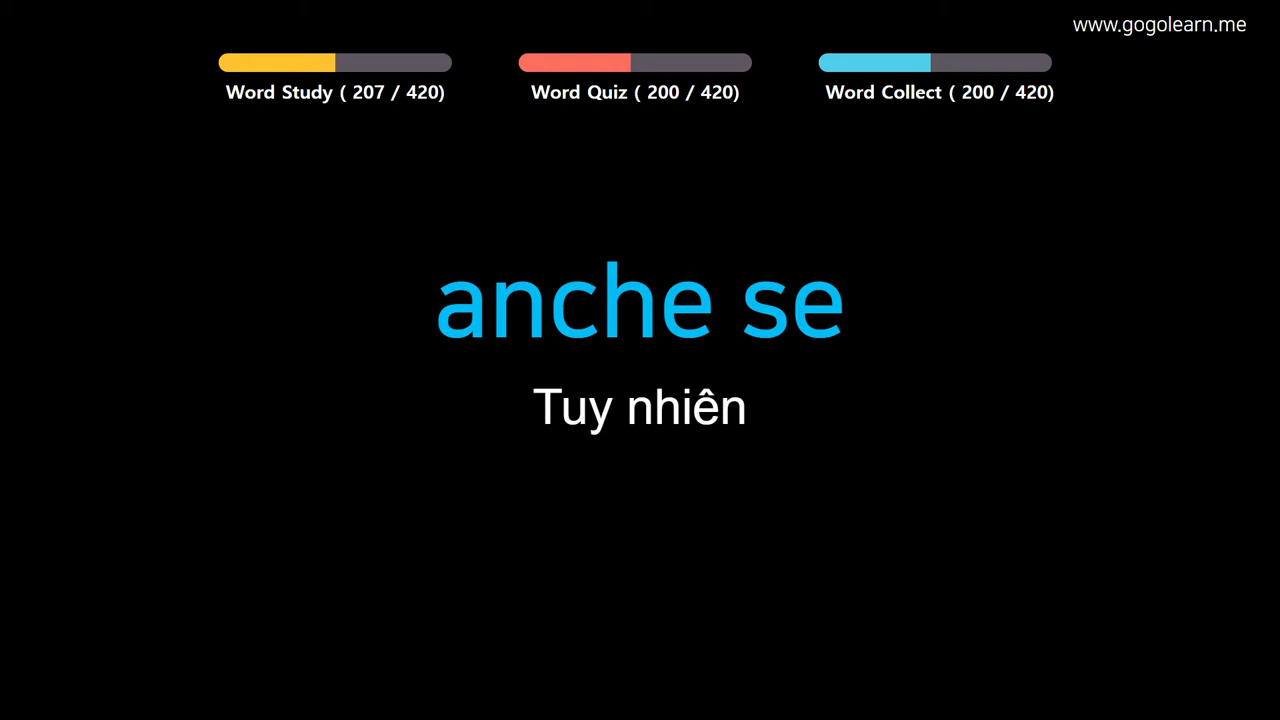 www.gogolearn.me
Word Study ( 207 / 420)
Word Quiz ( 200 / 420)
Word Collect ( 200 / 420)
anche se
Tuy nhiên